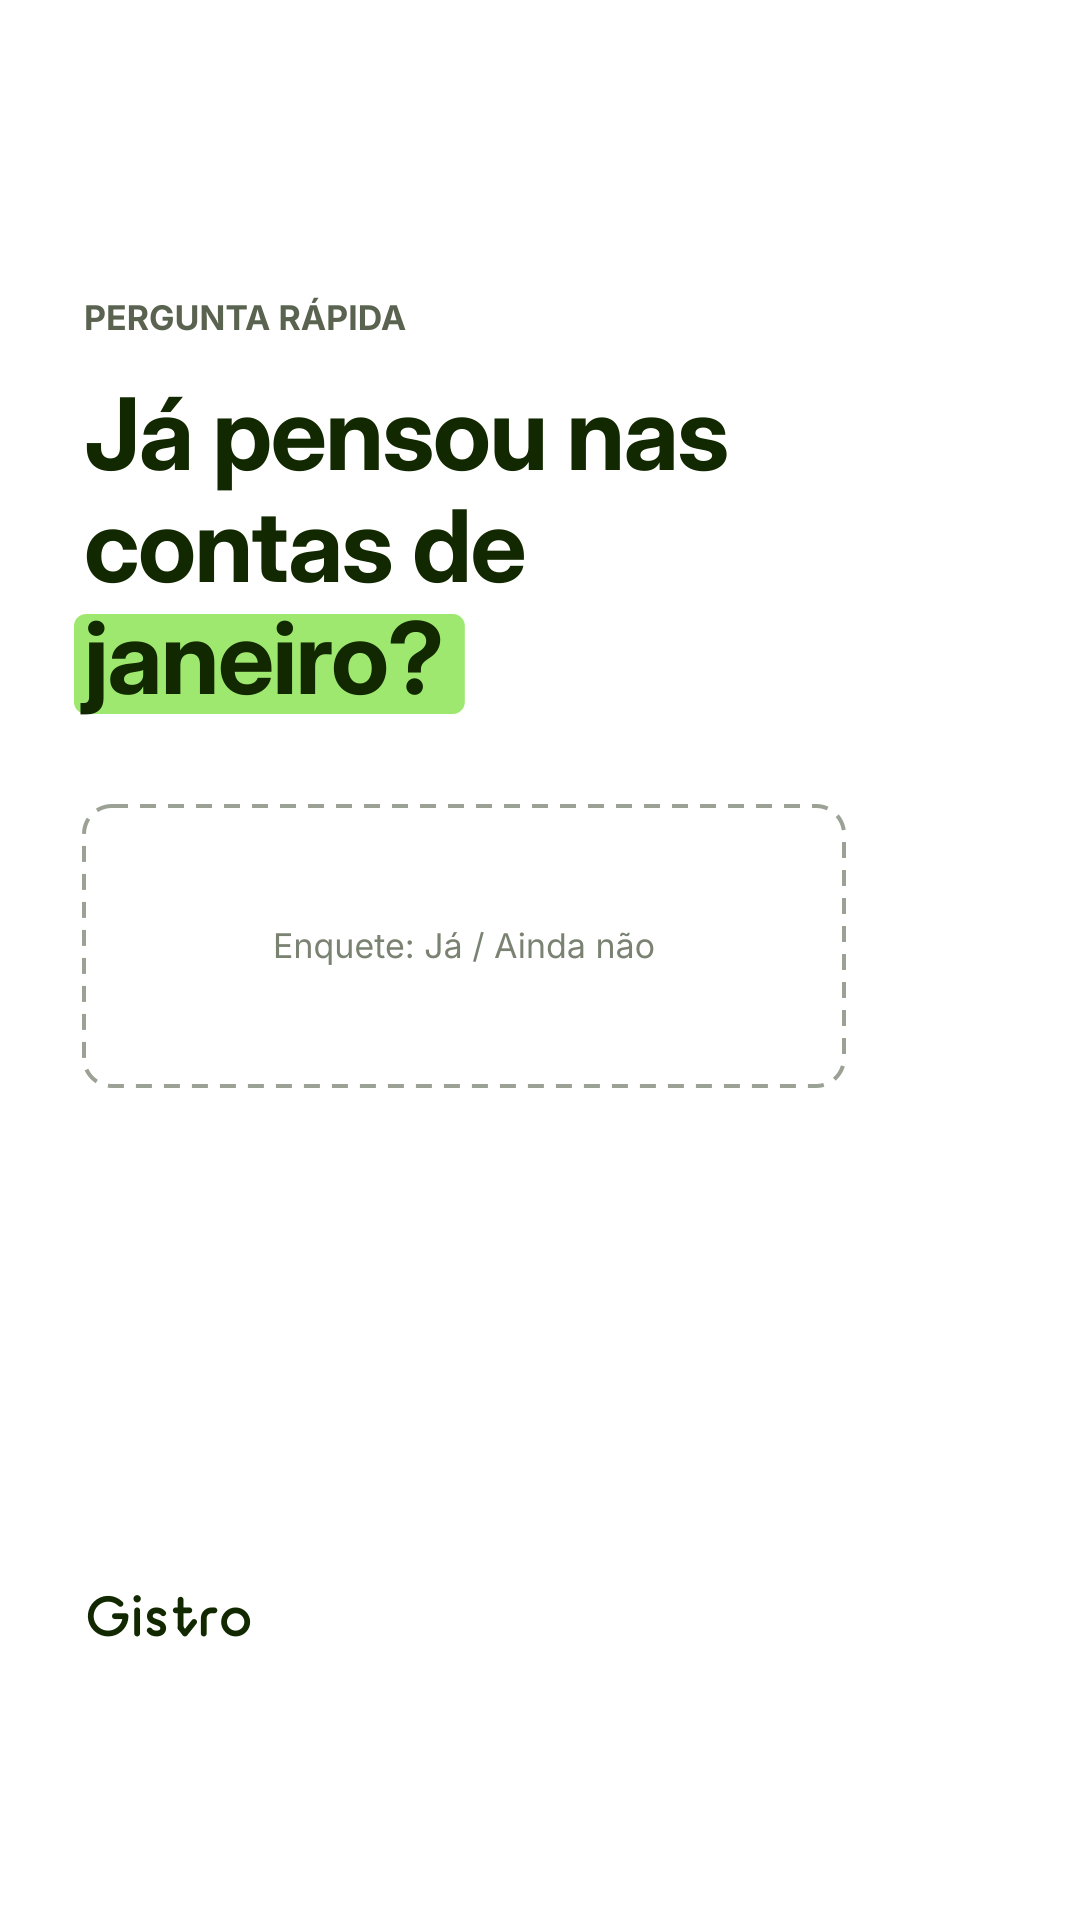 PERGUNTA RÁPIDA
Já pensou nas
contas de
janeiro?
Enquete: Já / Ainda não
Gistro